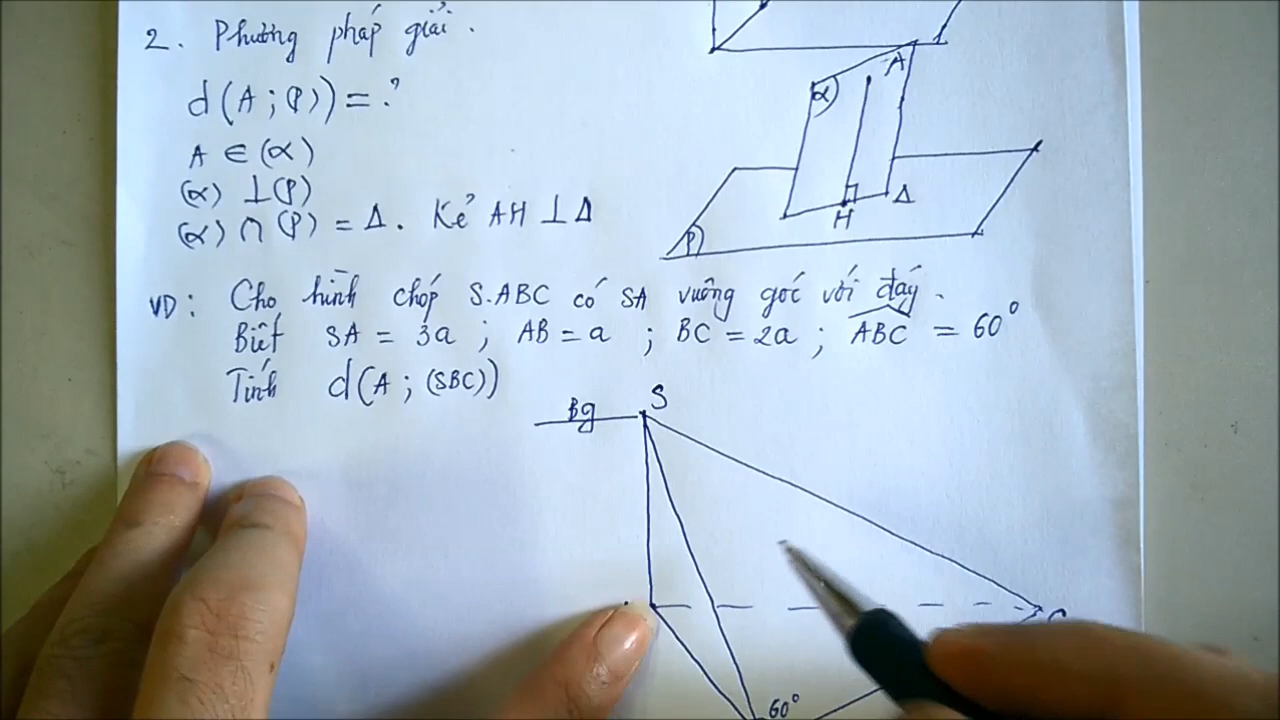 2. Phương pháp giải.
d(A; (P)) = ?
A ∈ (α)
(α) ⊥ (P)
(α) ∩ (P) = Δ. Kẻ AH ⊥ Δ
A
(α)
Δ
H
(P)
VD: Cho hình chóp S.ABC có SA vuông góc với đáy.
Biết SA = 3a; AB = a; BC = 2a; ABC = 60°
Tính d(A; (SBC))
Bg
S
60°